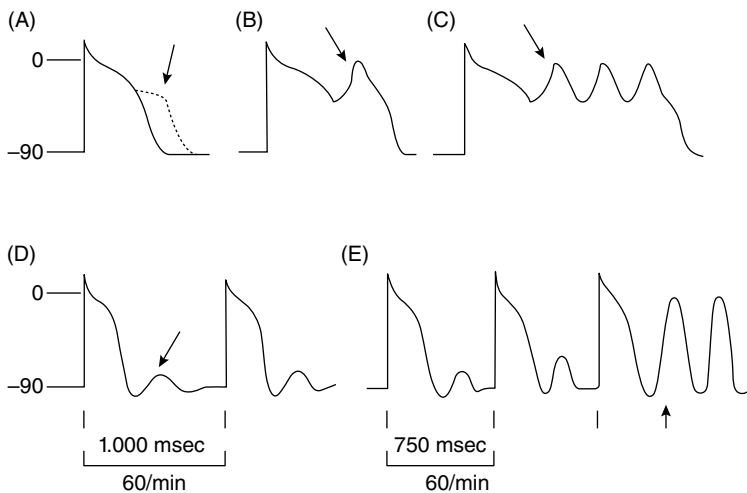 (A)
(B)
(C)
0
–90
(D)
(E)
0
–90
1.000 msec
60/min
750 msec
60/min